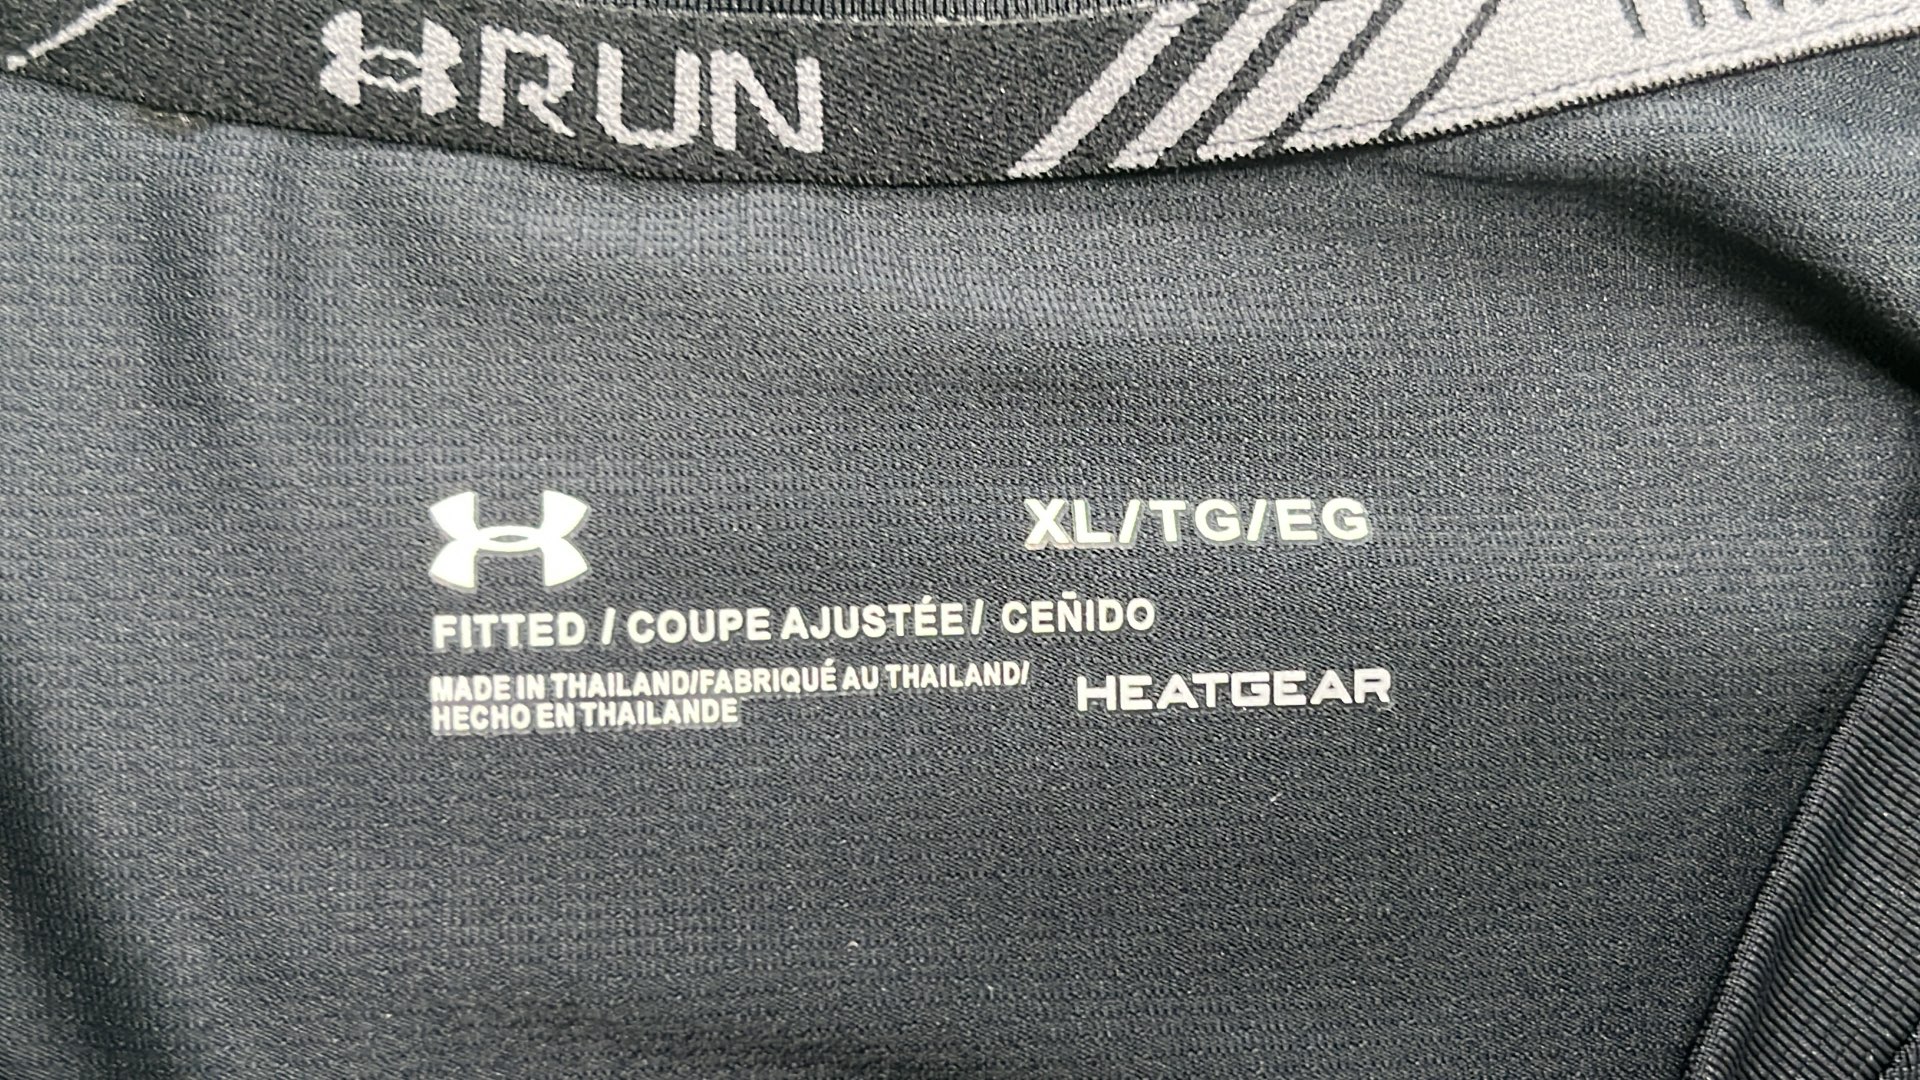 RUN
XL/TG/EG
FITTED / COUPE AJUSTÉE / CEÑIDO
MADE IN THAILAND/FABRIQUÉ AU THAILAND/
HECHO EN THAILANDE
HEATGEAR